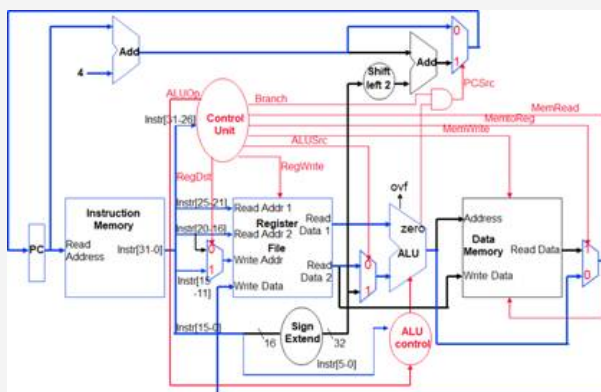 Add
4
Shift
left 2
Add
0
1
PCSrc
ALUOp
Branch
MemRead
Instr[31-26]
Control
Unit
MemtoReg
MemWrite
ALUSrc
RegDst
RegWrite
ovf
Instruction
Memory
PC
Read
Address
Instr[31-0]
Instr[25-21]
Read Addr 1
Instr[20-16]
Read Addr 2
Register
File
Write Addr
Write Data
Read
Data 1
Read
Data 2
0
1
Instr[15
-11]
0
1
zero
ALU
Address
Data
Memory
Read Data
Write Data
1
0
Instr[15-0]
16
Sign
Extend
32
Instr[5-0]
ALU
control